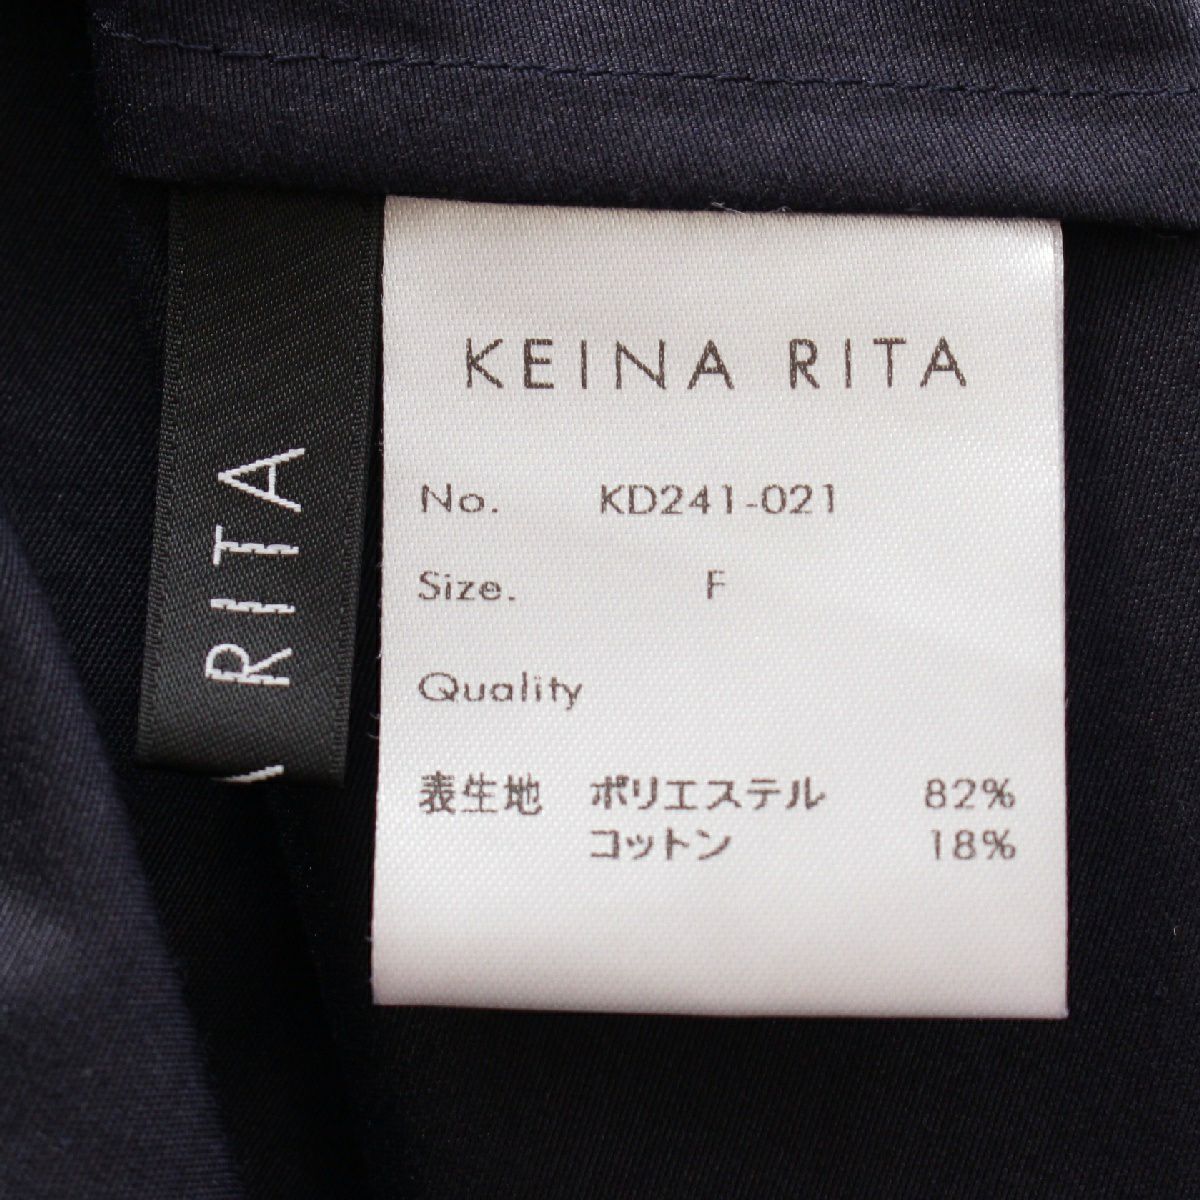 KEINA RITA
No. KD241-021
Size. F
Quality
表生地 ポリエステル 82%
コットン 18%
RITA